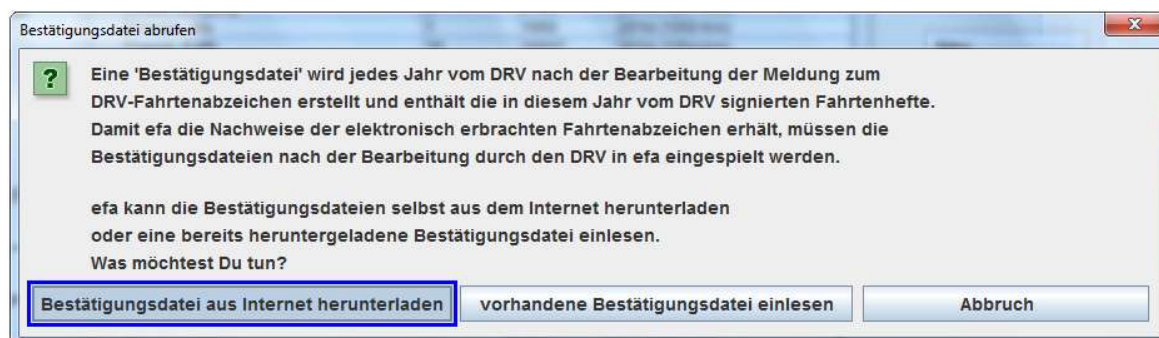 Bestätigungsdatei abrufen
Eine 'Bestätigungsdatei' wird jedes Jahr vom DRV nach der Bearbeitung der Meldung zum
DRV-Fahrtenabzeichen erstellt und enthält die in diesem Jahr vom DRV signierten Fahrtenhefte.
Damit efa die Nachweise der elektronisch erbrachten Fahrtenabzeichen erhält, müssen die
Bestätigungsdateien nach der Bearbeitung durch den DRV in efa eingespielt werden.
efa kann die Bestätigungsdateien selbst aus dem Internet herunterladen
oder eine bereits heruntergeladene Bestätigungsdatei einlesen.
Was möchtest Du tun?
Bestätigungsdatei aus Internet herunterladen vorhandene Bestätigungsdatei einlesen Abbruch